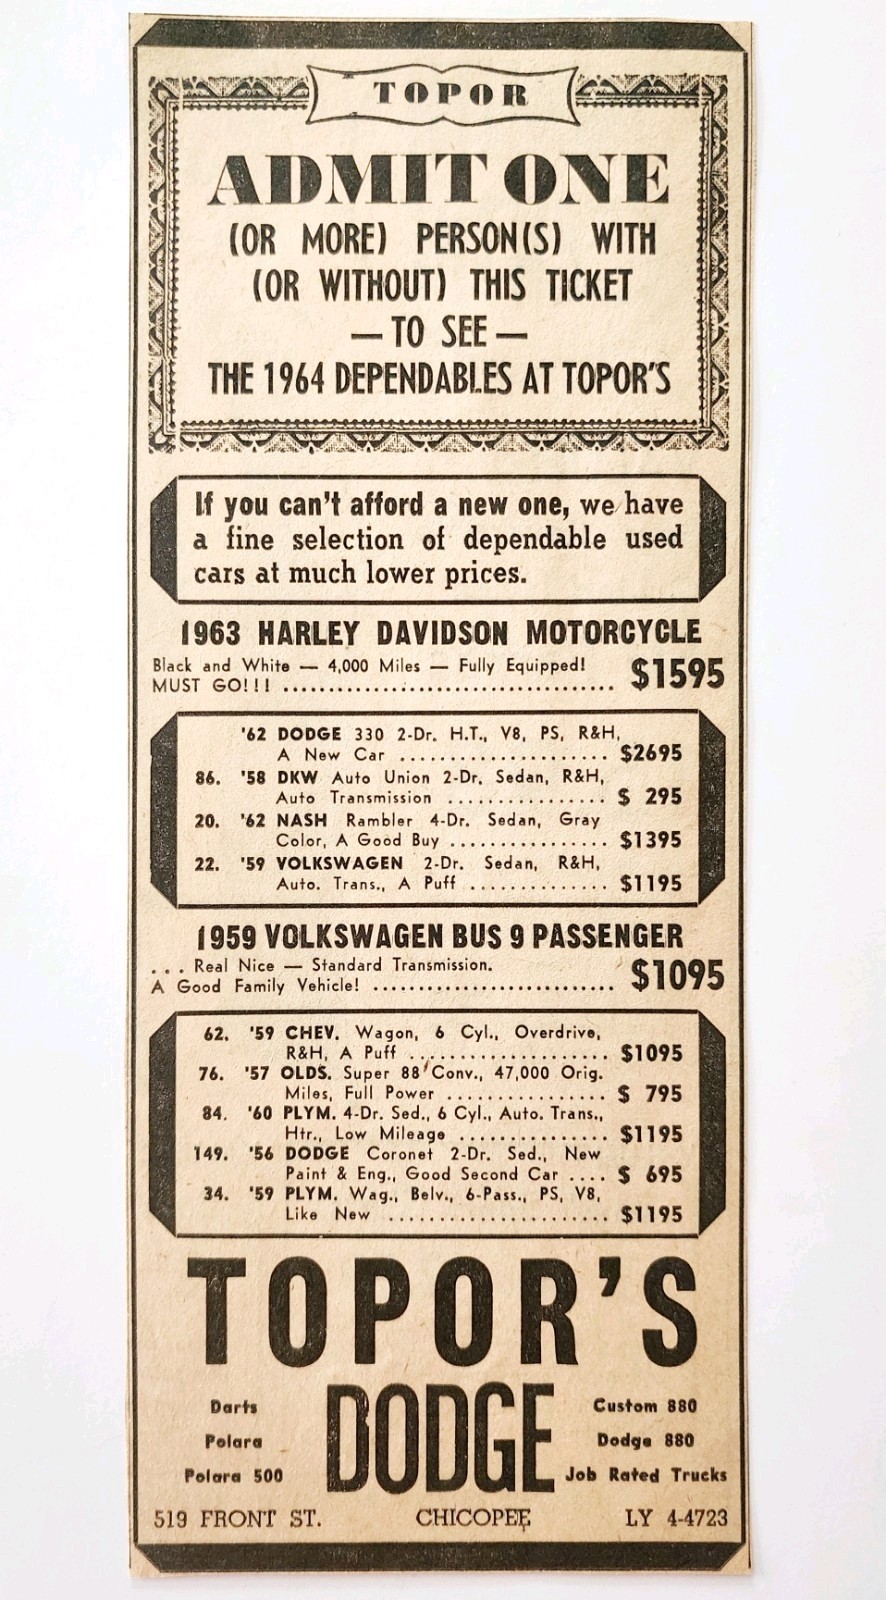 TOPOR
ADMIT ONE
(OR MORE) PERSON(S) WITH
(OR WITHOUT) THIS TICKET
— TO SEE —
THE 1964 DEPENDABLES AT TOPOR'S
If you can't afford a new one, we have
a fine selection of dependable used
cars at much lower prices.
1963 HARLEY DAVIDSON MOTORCYCLE
Black and White — 4,000 Miles — Fully Equipped!
MUST GO!!! ..................................... $1595
'62 DODGE 330 2-Dr. H.T., V8, PS, R&H,
A New Car ...................... $2695
86. '58 DKW Auto Union 2-Dr. Sedan, R&H,
Auto Transmission ................ $ 295
20. '62 NASH Rambler 4-Dr. Sedan, Gray
Color, A Good Buy ................ $1395
22. '59 VOLKSWAGEN 2-Dr. Sedan, R&H,
Auto. Trans., A Puff .............. $1195
1959 VOLKSWAGEN BUS 9 PASSENGER
... Real Nice — Standard Transmission.
A Good Family Vehicle! ........................... $1095
62. '59 CHEV. Wagon, 6 Cyl., Overdrive,
R&H, A Puff .................... $1095
76. '57 OLDS. Super 88 Conv., 47,000 Orig.
Miles, Full Power ................ $ 795
84. '60 PLYM. 4-Dr. Sed., 6 Cyl., Auto. Trans.,
Htr., Low Mileage ............... $1195
149. '56 DODGE Coronet 2-Dr. Sed., New
Paint & Eng., Good Second Car .... $ 695
34. '59 PLYM. Wag., Belv., 6-Pass., PS, V8,
Like New ...................... $1195
TOPOR'S
DODGE
Darts
Polara
Polara 500
Custom 880
Dodge 880
Job Rated Trucks
519 FRONT ST. CHICOPEE LY 4-4723